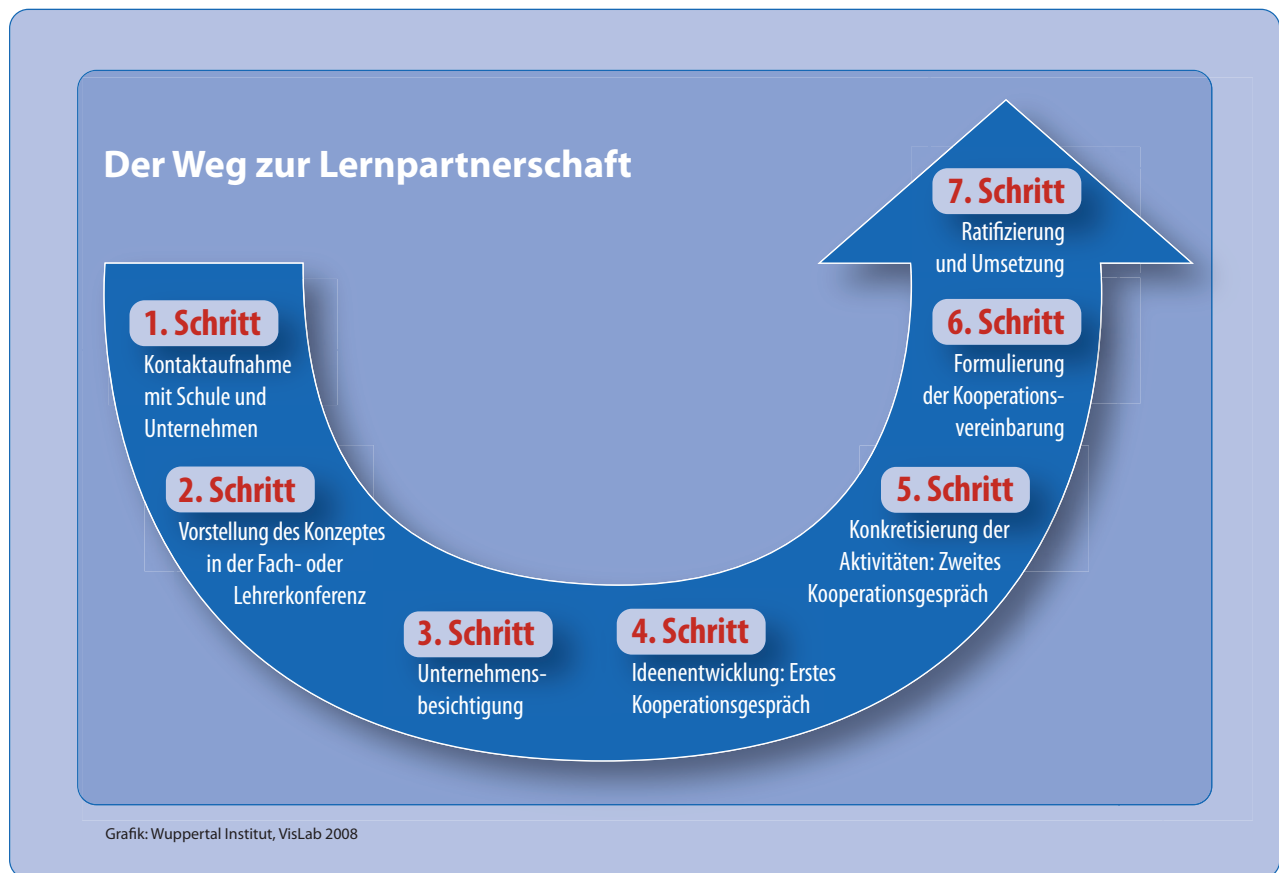 Der Weg zur Lernpartnerschaft
1. Schritt
Kontaktaufnahme
mit Schule und
Unternehmen
2. Schritt
Vorstellung des Konzeptes
in der Fach- oder
Lehrerkonferenz
3. Schritt
Unternehmens-
besichtigung
4. Schritt
Ideenentwicklung: Erstes
Kooperationsgespräch
5. Schritt
Konkretisierung der
Aktivitäten: Zweites
Kooperationsgespräch
6. Schritt
Formulierung
der Kooperations-
vereinbarung
7. Schritt
Ratifizierung
und Umsetzung
Grafik: Wuppertal Institut, VisLab 2008